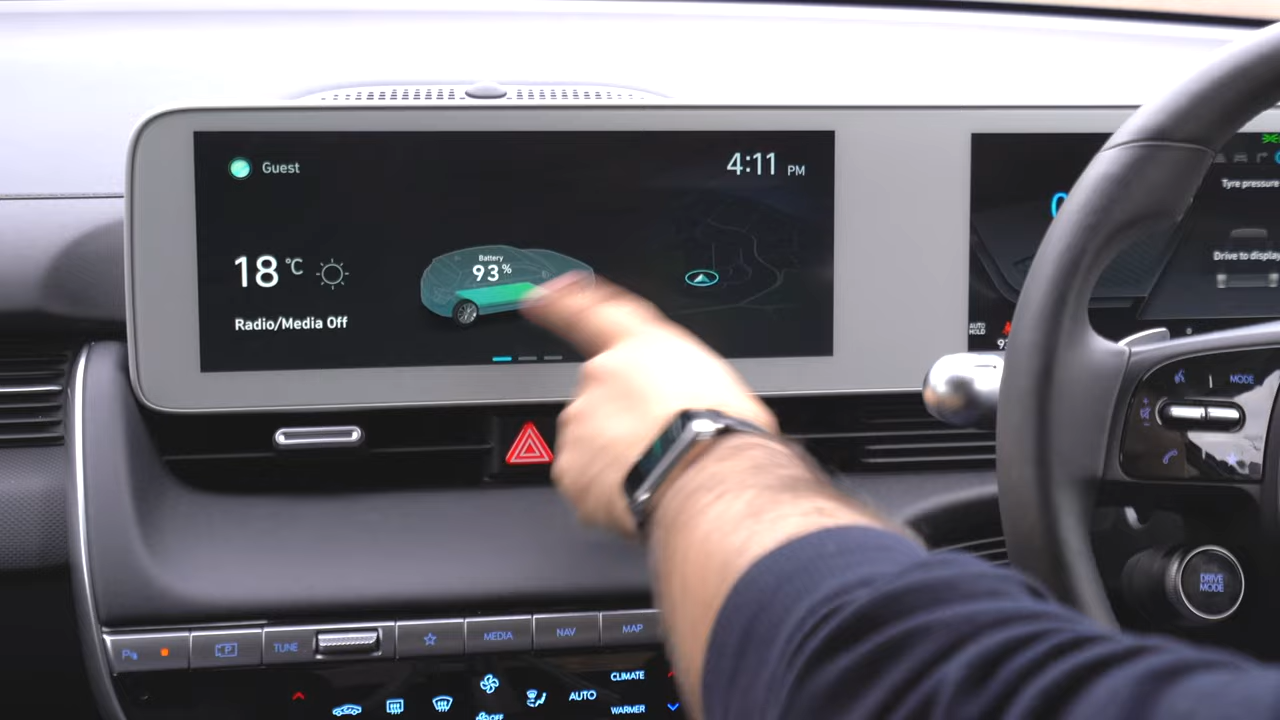 Guest
4:11 PM
18 °C
Battery
93%
Radio/Media Off
Tyre pressure
Drive to display
AUTO HOLD
MODE
DRIVE MODE
P
TUNE
MEDIA
NAV
MAP
CLIMATE
AUTO
OFF
WARMER